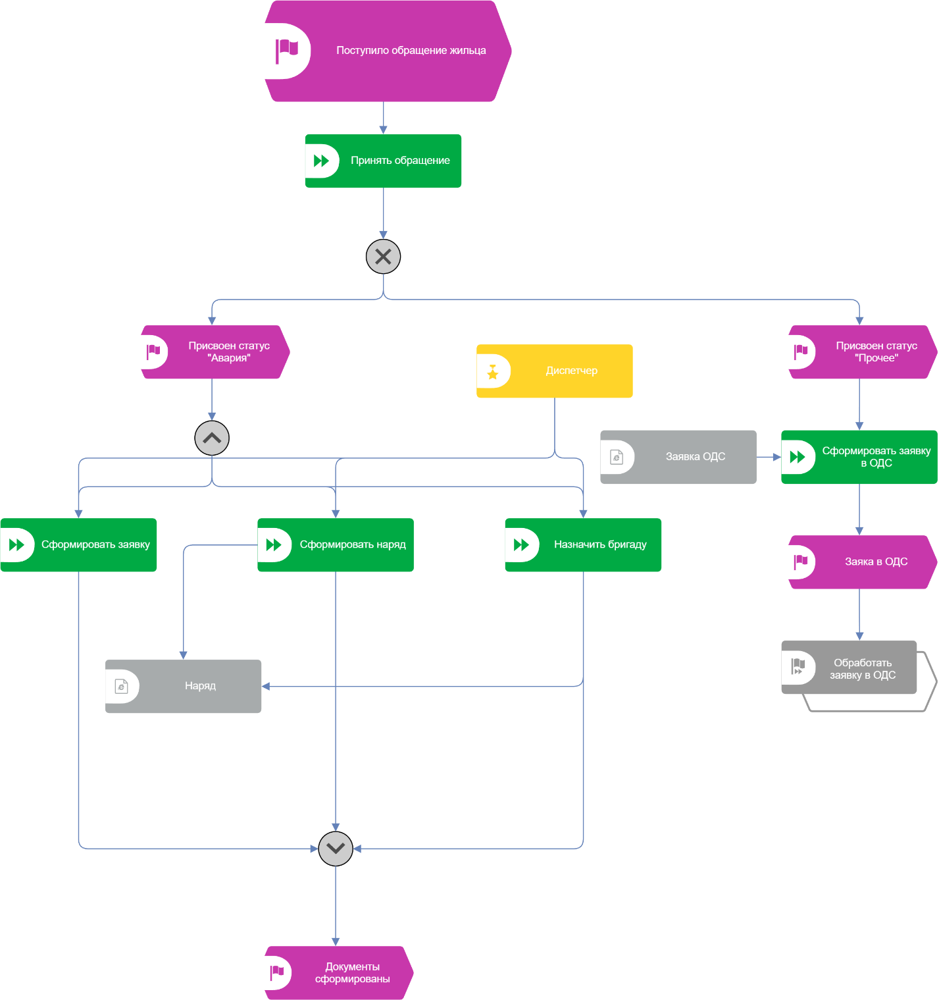 Поступило обращение жильца
Принять обращение
Присвоен статус
"Авария"
Диспетчер
Присвоен статус
"Прочее"
Заявка ОДС
Сформировать заявку
в ОДС
Сформировать заявку
Сформировать наряд
Назначить бригаду
Заяка в ОДС
Наряд
Обработать
заявку в ОДС
Документы
сформированы